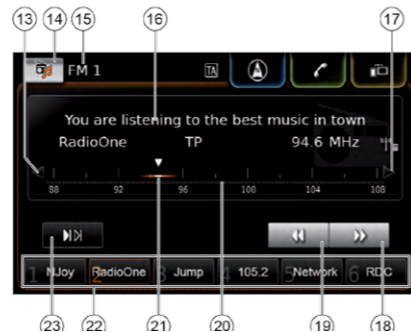 13 14 15 16 17
FM 1 TA
You are listening to the best music in town
RadioOne TP 94.6 MHz
88 92 96 100 104 108
1 NJoy 2 RadioOne 3 Jump 4 105.2 5 Network 6 RDC
23 22 21 20 19 18